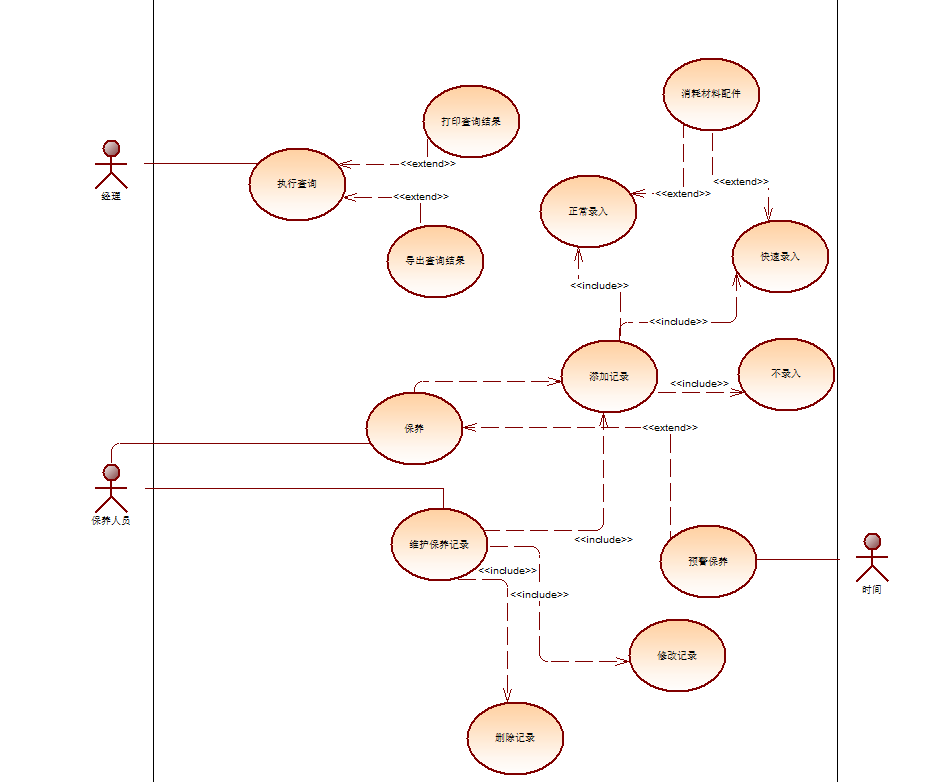 消耗材料配件
打印查询结果
<<extend>>
执行查询
经理
<<extend>>
<<extend>>
<<extend>>
正常录入
快速录入
导出查询结果
<<include>>
<<include>>
添加记录
不录入
<<include>>
保养
<<extend>>
保养人员
维护保养记录
<<include>>
预警保养
<<include>>
时间
<<include>>
修改记录
删除记录